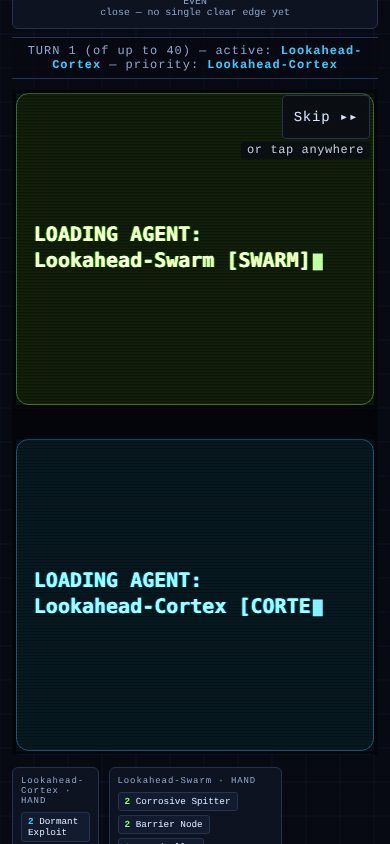 EVEN
close — no single clear edge yet
TURN 1 (of up to 40) — active: Lookahead-
Cortex — priority: Lookahead-Cortex
Skip ▸▸
or tap anywhere
LOADING AGENT:
Lookahead-Swarm [SWARM]
LOADING AGENT:
Lookahead-Cortex [CORTE
Lookahead-
Cortex ·
HAND
2 Dormant
Exploit
Lookahead-Swarm · HAND
2 Corrosive Spitter
2 Barrier Node